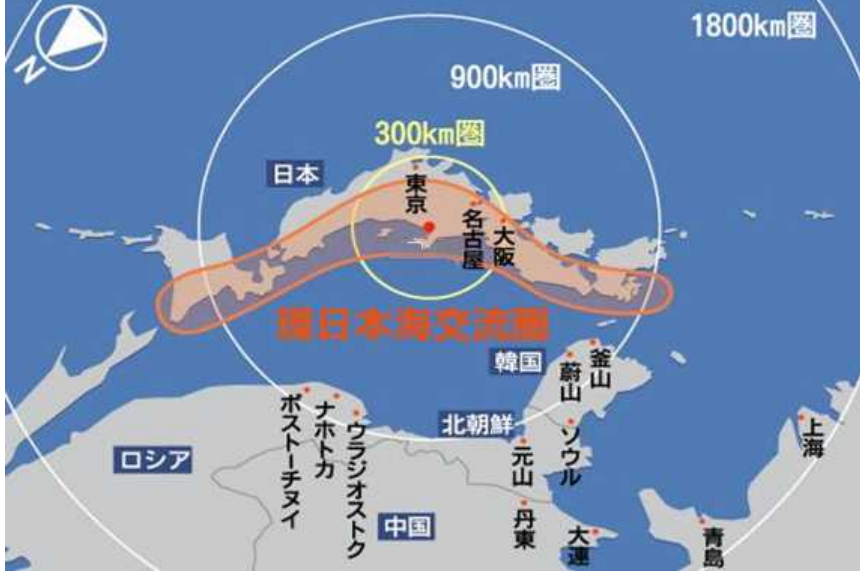 1800km圏
900km圏
300km圏
N
日本
東京
名古屋
大阪
環日本海交流圏
韓国
釜山
蔚山
北朝鮮
ソウル
元山
上海
ロシア
ボストーチヌイ
ナホトカ
ウラジオストク
中国
丹東
大連
青島